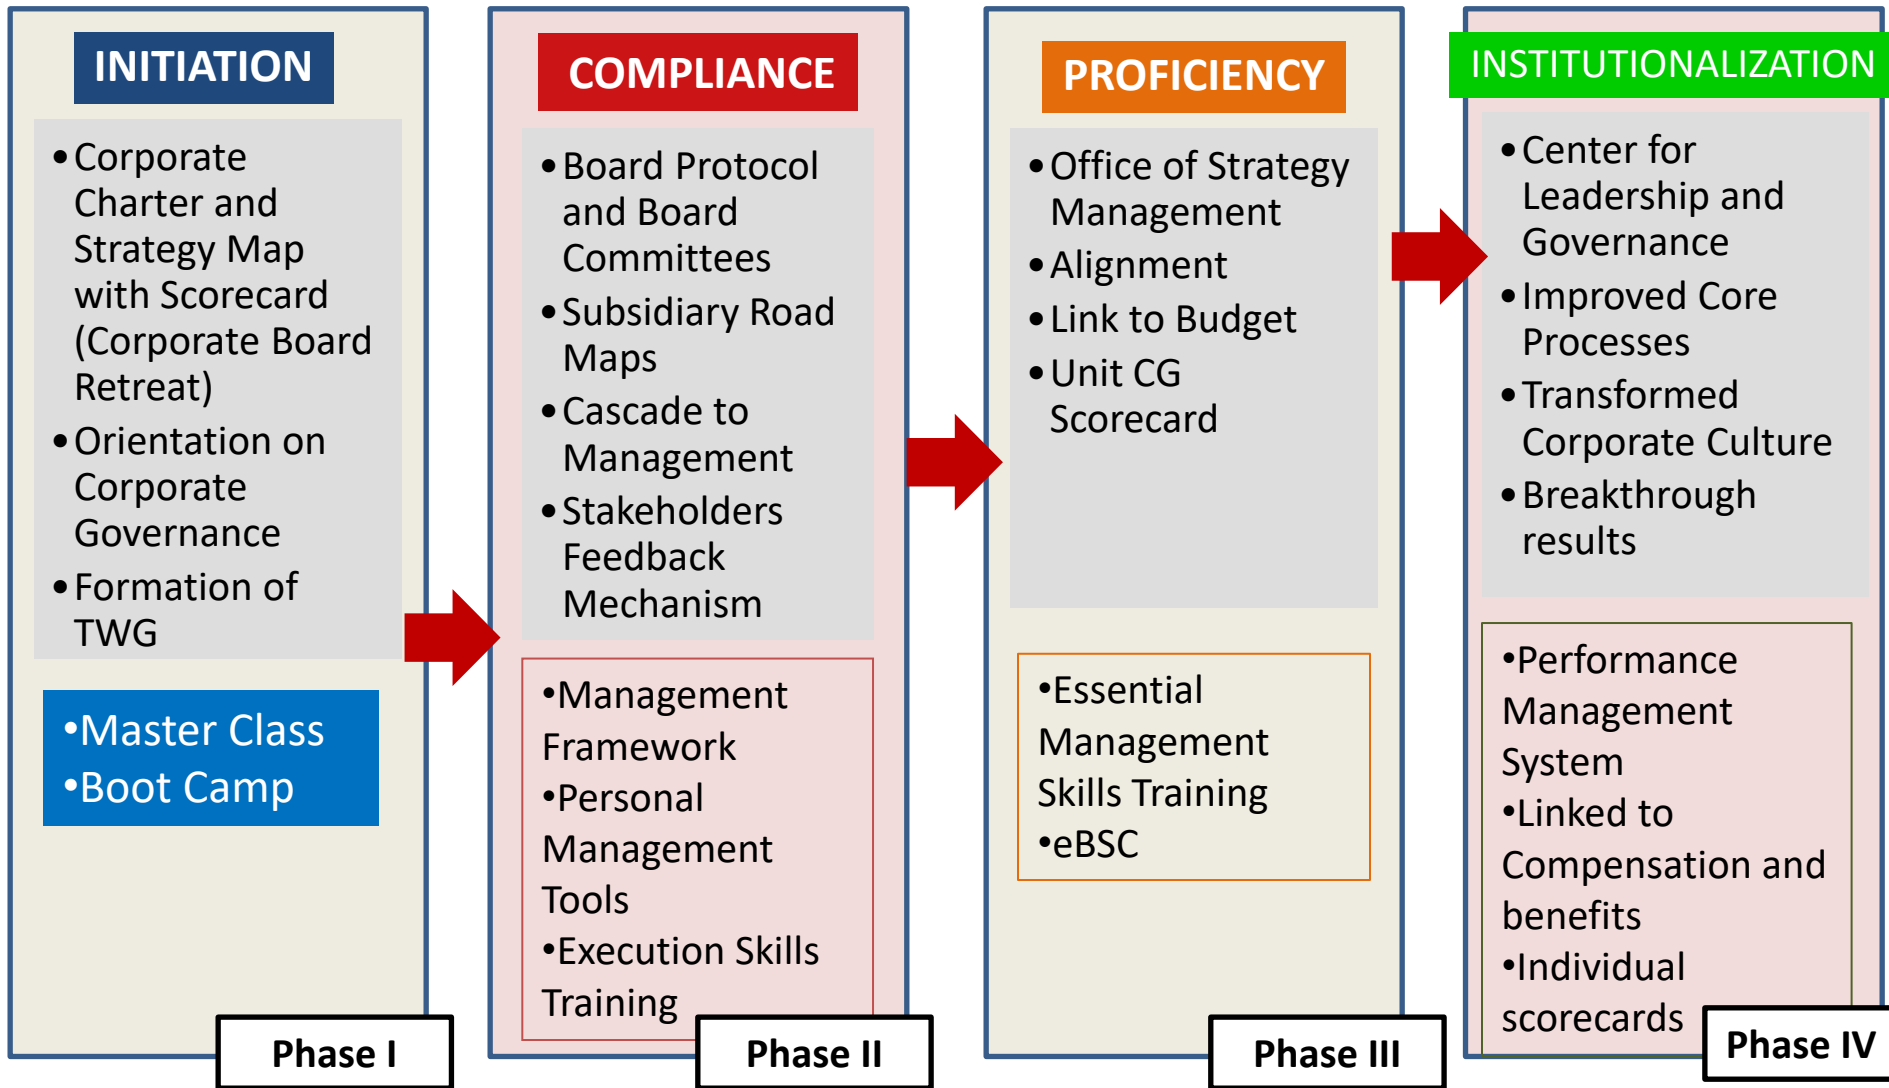 INITIATION
•Corporate
Charter and
Strategy Map
with Scorecard
(Corporate Board
Retreat)
•Orientation on
Corporate
Governance
•Formation of
TWG
•Master Class
•Boot Camp
Phase I
COMPLIANCE
•Board Protocol
and Board
Committees
•Subsidiary Road
Maps
•Cascade to
Management
•Stakeholders
Feedback
Mechanism
•Management
Framework
•Personal
Management
Tools
•Execution Skills
Training
Phase II
PROFICIENCY
•Office of Strategy
Management
•Alignment
•Link to Budget
•Unit CG
Scorecard
•Essential
Management
Skills Training
•eBSC
Phase III
INSTITUTIONALIZATION
•Center for
Leadership and
Governance
•Improved Core
Processes
•Transformed
Corporate Culture
•Breakthrough
results
•Performance
Management
System
•Linked to
Compensation and
benefits
•Individual
scorecards
Phase IV